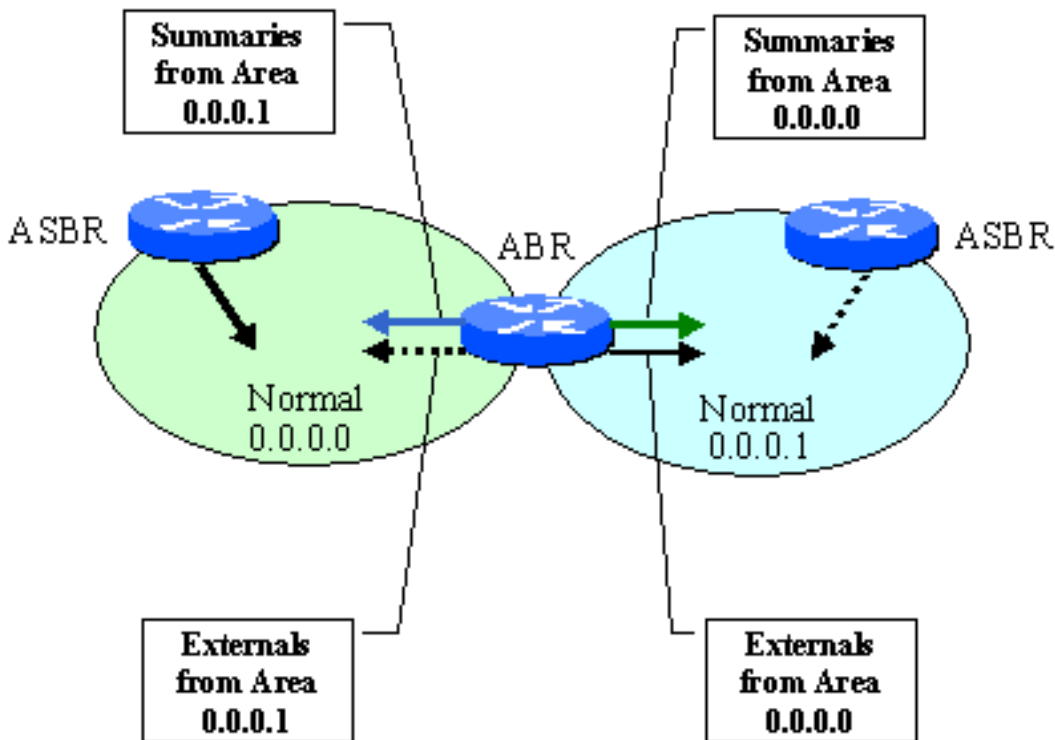 Summaries
from Area
0.0.0.1
Summaries
from Area
0.0.0.0
ASBR
ABR
ASBR
Normal
0.0.0.0
Normal
0.0.0.1
Externals
from Area
0.0.0.1
Externals
from Area
0.0.0.0